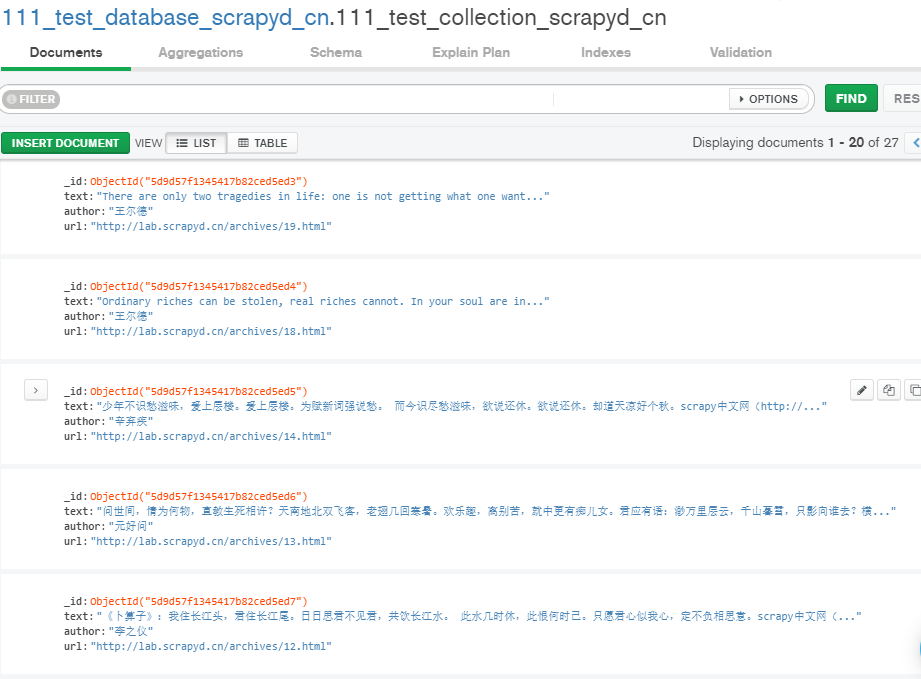 111_test_database_scrapyd_cn.111_test_collection_scrapyd_cn
Documents Aggregations Schema Explain Plan Indexes Validation
FILTER OPTIONS FIND RES
INSERT DOCUMENT VIEW LIST TABLE Displaying documents 1 - 20 of 27
_id:ObjectId("5d9d57f1345417b82ced5ed3")
text:"There are only two tragedies in life: one is not getting what one want..."
author:"王尔德"
url:"http://lab.scrapyd.cn/archives/19.html"
_id:ObjectId("5d9d57f1345417b82ced5ed4")
text:"Ordinary riches can be stolen, real riches cannot. In your soul are in..."
author:"王尔德"
url:"http://lab.scrapyd.cn/archives/18.html"
_id:ObjectId("5d9d57f1345417b82ced5ed5")
text:"少年不识愁滋味，爱上层楼。爱上层楼。为赋新词强说愁。 而今识尽愁滋味，欲说还休。欲说还休。却道天凉好个秋。scrapy中文网（http://..."
author:"辛弃疾"
url:"http://lab.scrapyd.cn/archives/14.html"
_id:ObjectId("5d9d57f1345417b82ced5ed6")
text:"问世间，情为何物，直教生死相许？天南地北双飞客，老翅几回寒暑。欢乐趣，离别苦，就中更有痴儿女。君应有语：渺万里层云，千山暮雪，只影向谁去？横..."
author:"元好问"
url:"http://lab.scrapyd.cn/archives/13.html"
_id:ObjectId("5d9d57f1345417b82ced5ed7")
text:"《卜算子》：我住长江头，君住长江尾。日日思君不见君，共饮长江水。 此水几时休，此恨何时已。只愿君心似我心，定不负相思意。scrapy中文网（..."
author:"李之仪"
url:"http://lab.scrapyd.cn/archives/12.html"